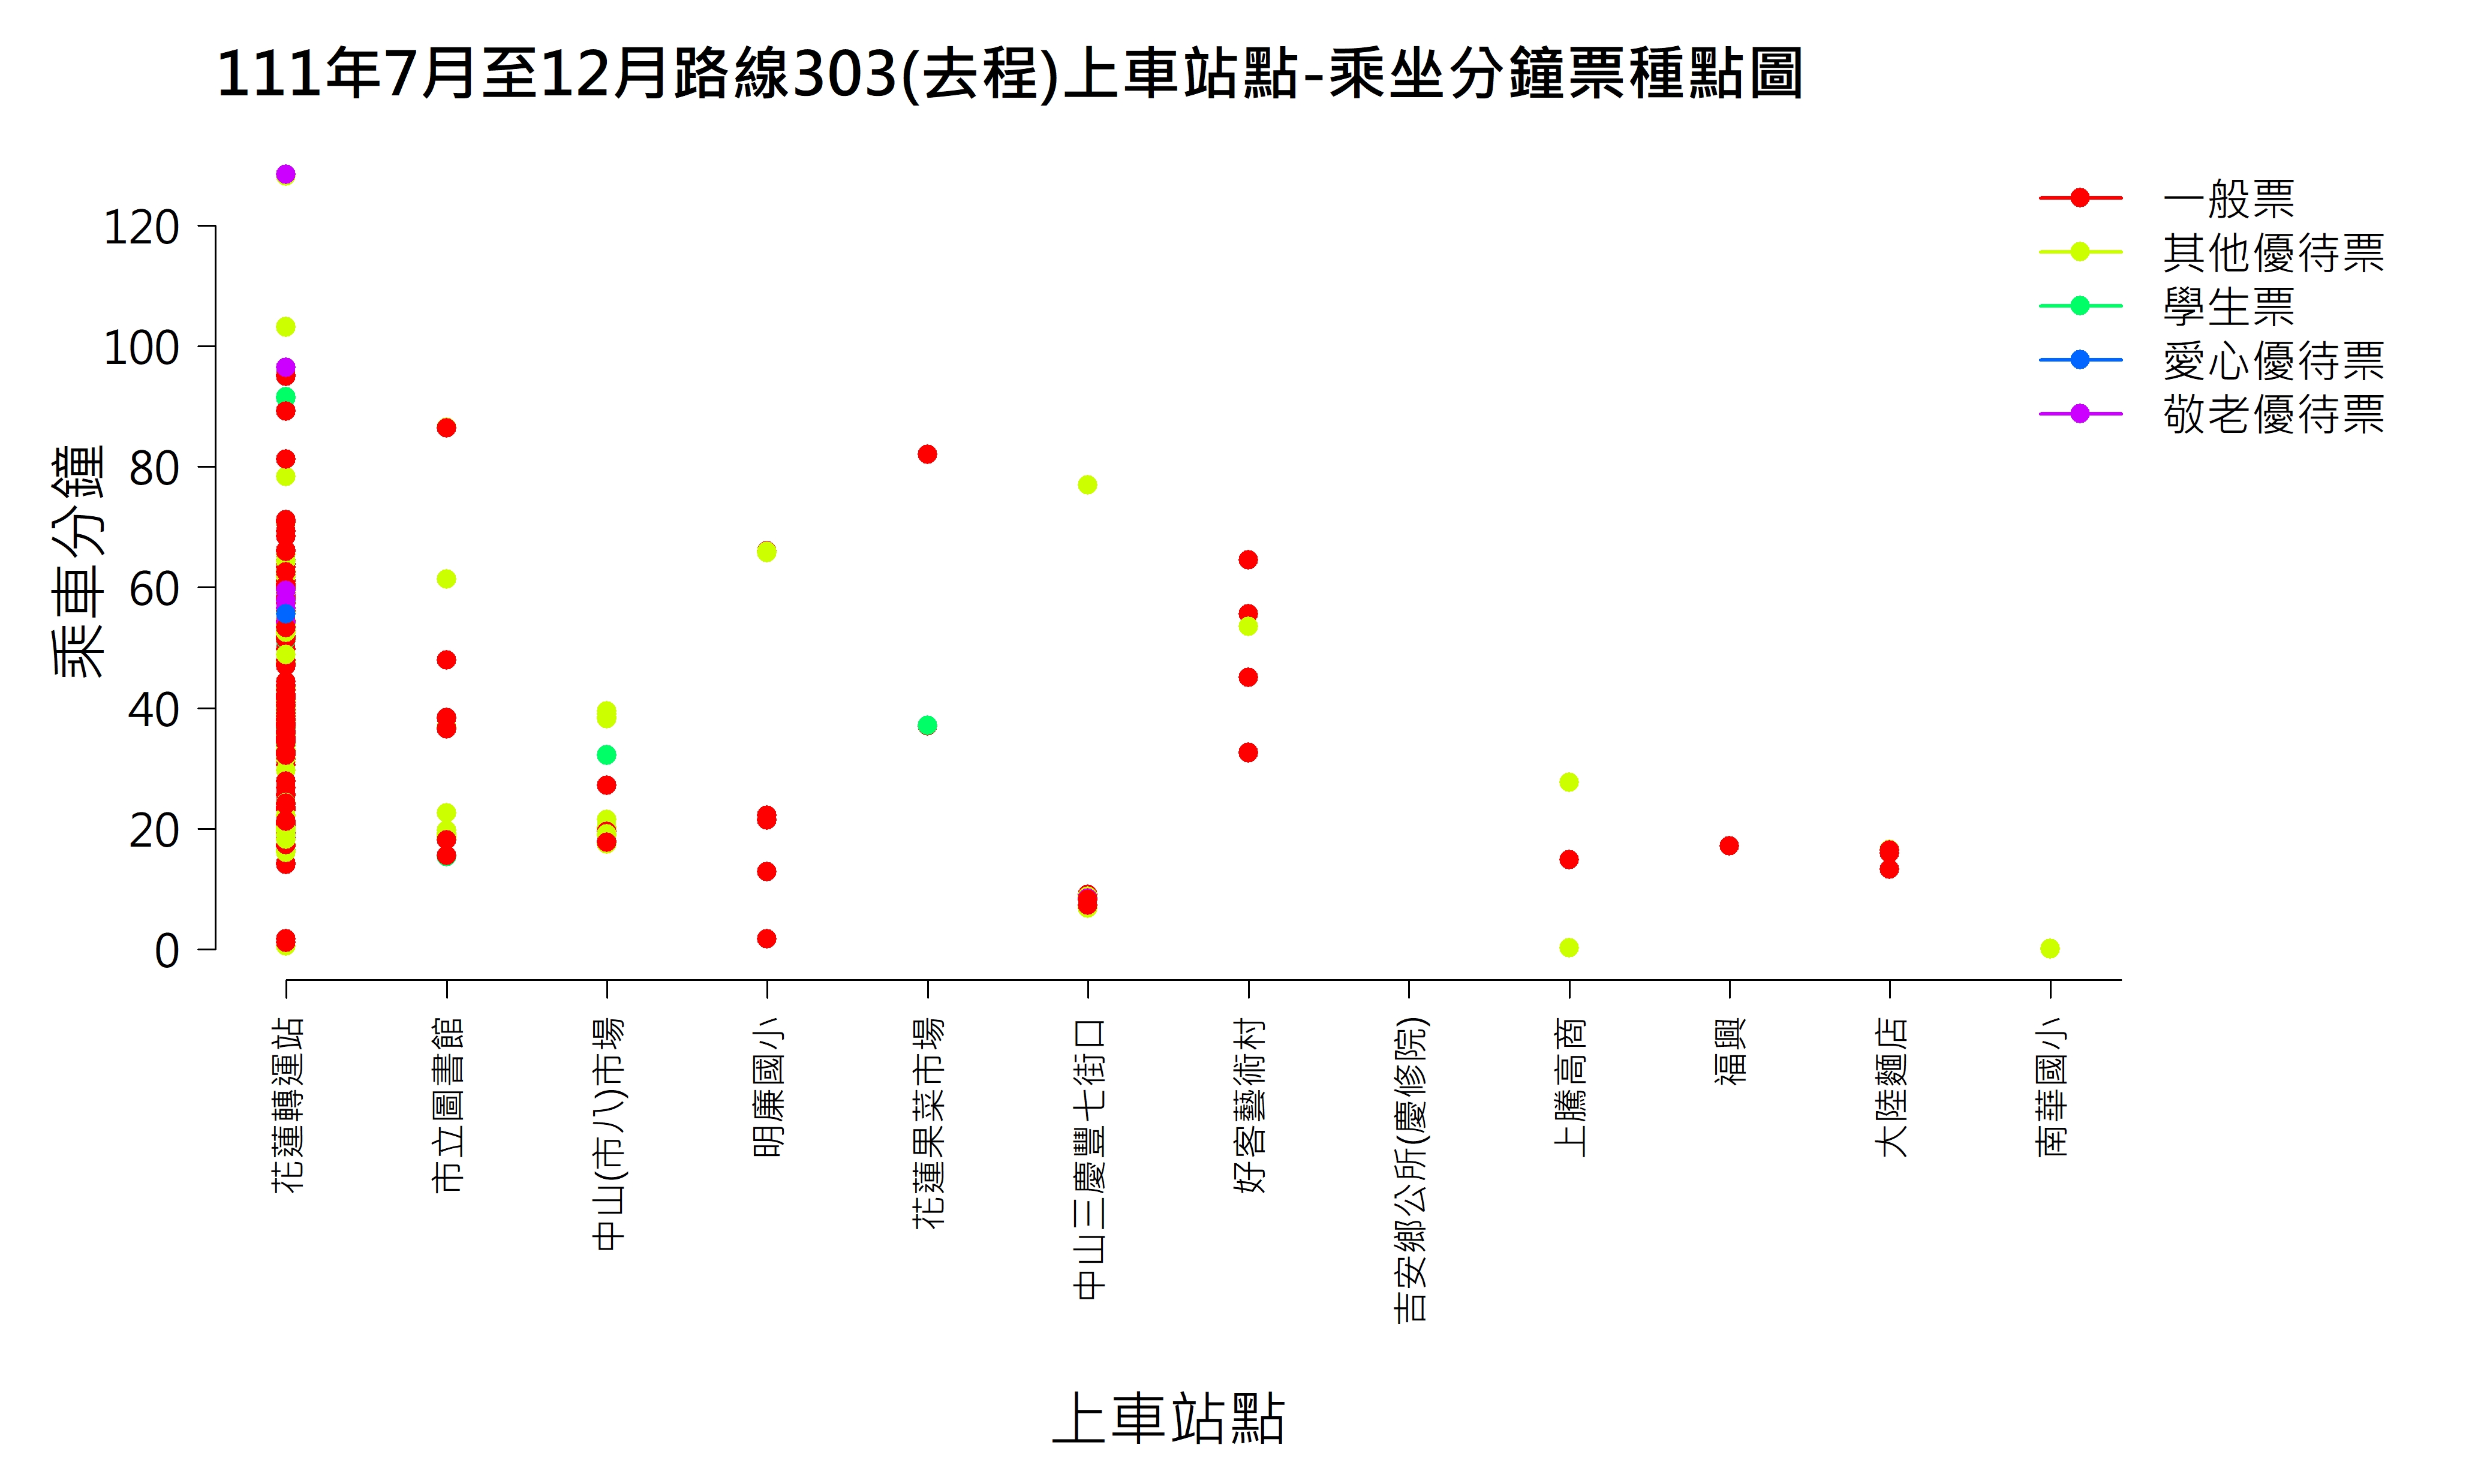 111年7月至12月路線303(去程)上車站點-乘坐分鐘票種點圖
一般票
其他優待票
學生票
愛心優待票
敬老優待票
乘車分鐘
120
100
80
60
40
20
0
花蓮轉運站
市立圖書館
中山(市八)市場
明廉國小
花蓮果菜市場
中山三慶豐七街口
好客藝術村
吉安鄉公所(慶修院)
上騰高商
福興
大陸麵店
南華國小
上車站點